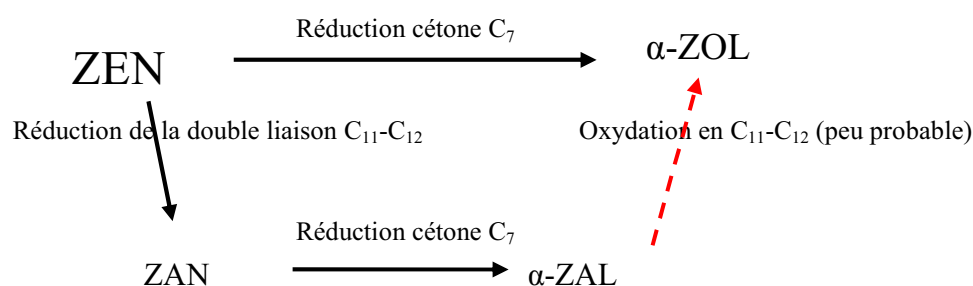 Réduction cétone C₇
ZEN
α-ZOL
Réduction de la double liaison C₁₁-C₁₂
Oxydation en C₁₁-C₁₂ (peu probable)
Réduction cétone C₇
ZAN
α-ZAL